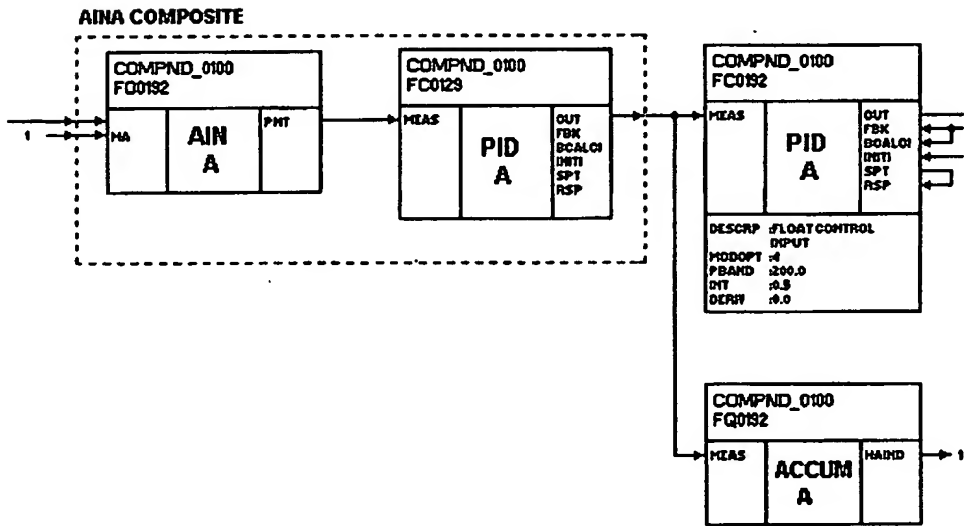 AINA COMPOSITE
COMPND_0100
FC0192
1
MA
AIN
A
PNT
COMPND_0100
FC0129
MEAS
PID
A
OUT
FBK
BCALCI
INITI
SPT
RSP
COMPND_0100
FC0192
MEAS
PID
A
OUT
FBK
BCALCI
INITI
SPT
RSP
DESCRP :FLOAT CONTROL
INPUT
MODOPT :4
PBAND :200.0
INT :0.5
DERIV :0.0
COMPND_0100
FQ0192
MEAS
ACCUM
A
1